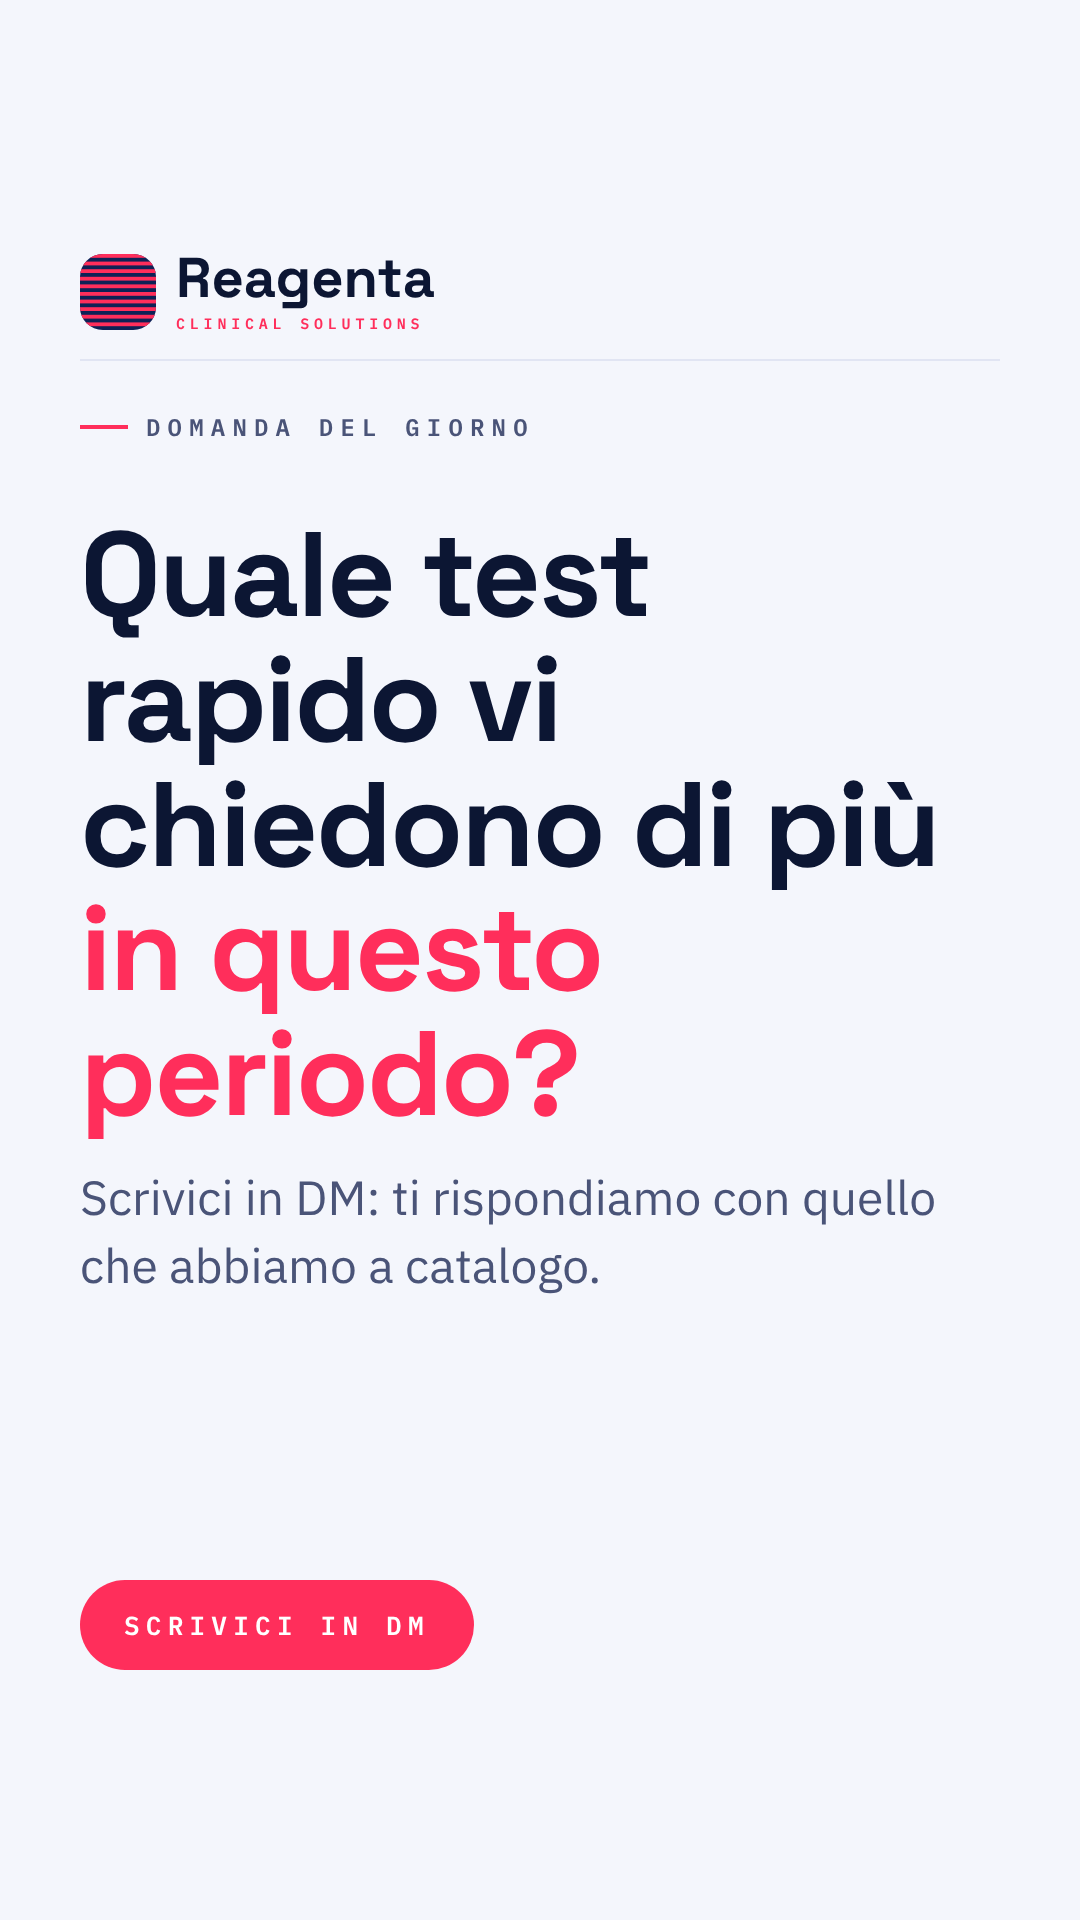 Reagenta
CLINICAL SOLUTIONS
DOMANDA DEL GIORNO
Quale test
rapido vi
chiedono di più
in questo
periodo?
Scrivici in DM: ti rispondiamo con quello
che abbiamo a catalogo.
SCRIVICI IN DM